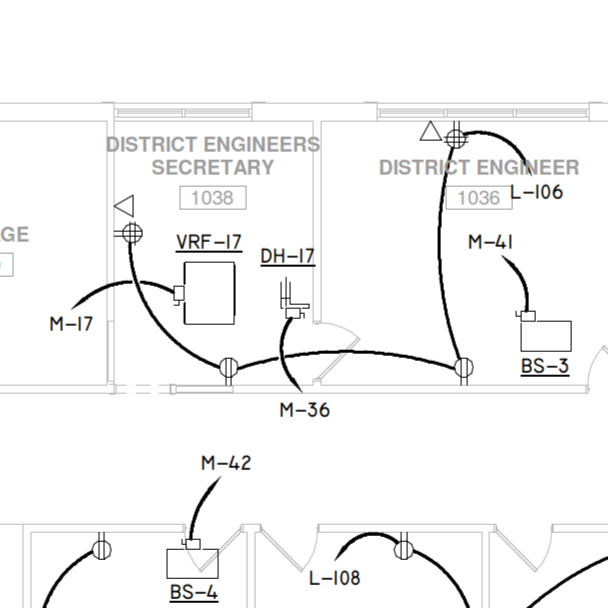 DISTRICT ENGINEERS
SECRETARY
1038
DISTRICT ENGINEER
1036
L-106
GE
VRF-17
DH-17
M-41
M-17
BS-3
M-36
M-42
L-108
BS-4